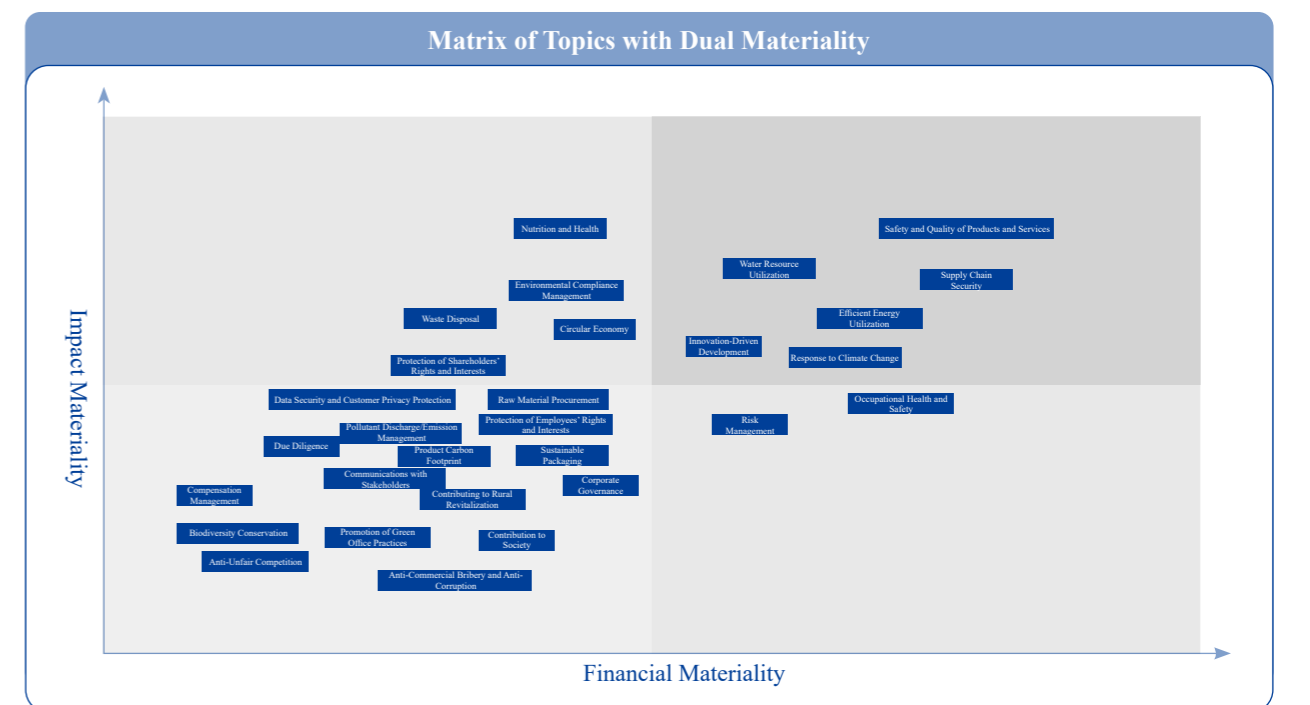 Matrix of Topics with Dual Materiality
Impact Materiality
Nutrition and Health
Safety and Quality of Products and Services
Water Resource
Utilization
Supply Chain
Security
Environmental Compliance
Management
Waste Disposal
Circular Economy
Efficient Energy
Utilization
Innovation-Driven
Development
Response to Climate Change
Protection of Shareholders’
Rights and Interests
Data Security and Customer Privacy Protection
Raw Material Procurement
Occupational Health and
Safety
Protection of Employees’ Rights
and Interests
Risk
Management
Pollutant Discharge/Emission
Management
Due Diligence
Product Carbon
Footprint
Sustainable
Packaging
Communications with
Stakeholders
Corporate
Governance
Compensation
Management
Contributing to Rural
Revitalization
Biodiversity Conservation
Promotion of Green
Office Practices
Contribution to
Society
Anti-Unfair Competition
Anti-Commercial Bribery and Anti-
Corruption
Financial Materiality